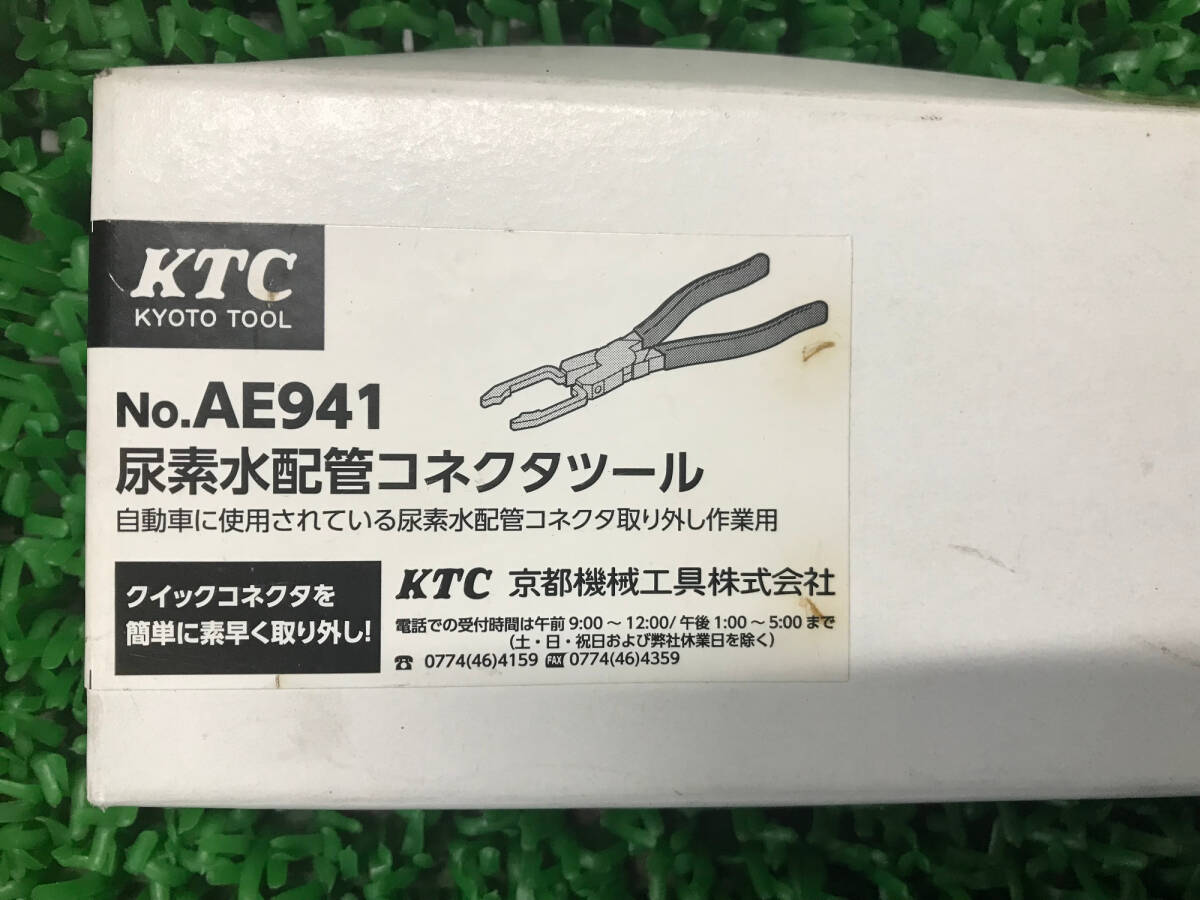 KTC
KYOTO TOOL
No.AE941
尿素水配管コネクタツール
自動車に使用されている尿素水配管コネクタ取り外し作業用
クイックコネクタを
簡単に素早く取り外し!
KTC 京都機械工具株式会社
電話での受付時間は午前 9:00 ~ 12:00/ 午後 1:00 ~ 5:00 まで
(土・日・祝日および弊社休業日を除く)
☎ 0774(46)4159 FAX 0774(46)4359